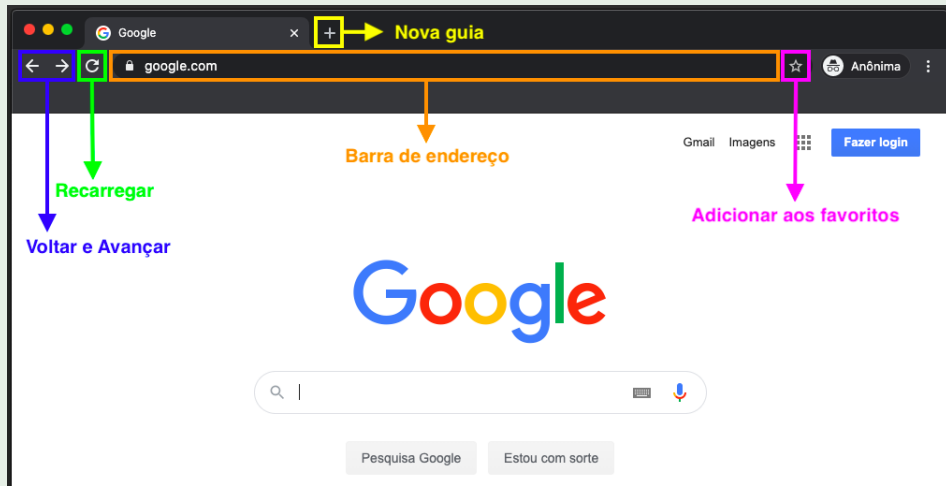 Google
Nova guia
google.com
Anônima
Barra de endereço
Gmail Imagens Fazer login
Recarregar
Adicionar aos favoritos
Voltar e Avançar
Google
Pesquisa Google Estou com sorte